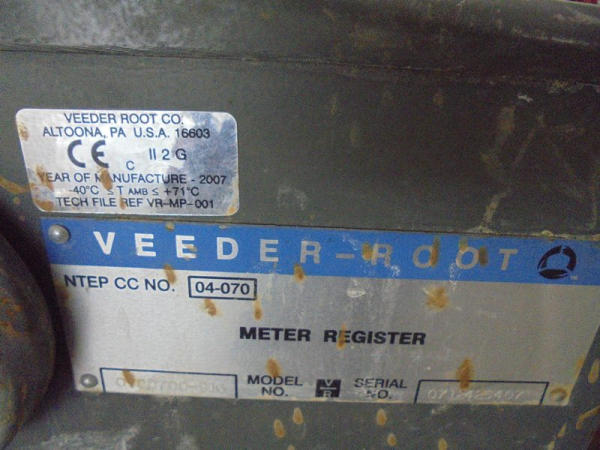 VEEDER ROOT CO.
ALTOONA, PA U.S.A. 16603
CE C II 2 G
YEAR OF MANUFACTURE - 2007
-40°C ≤ T AMB ≤ +71°C
TECH FILE REF VR-MP-001
VEEDER-ROOT
NTEP CC NO. 04-070
METER REGISTER
MODEL NO. V R SERIAL NO.